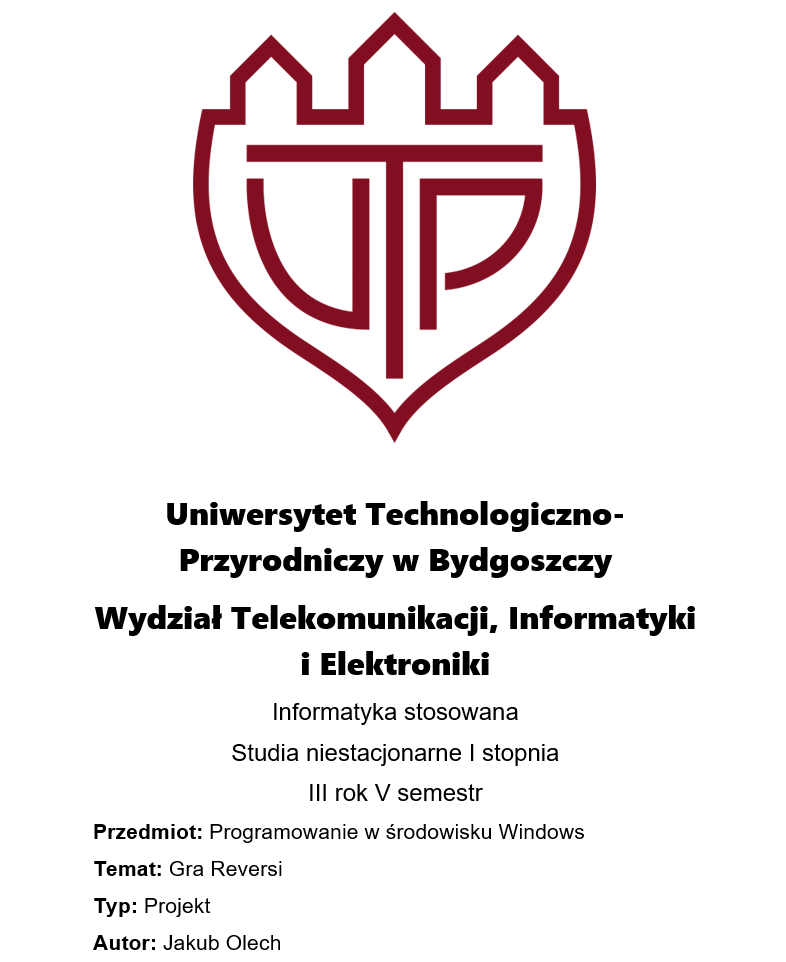 UTP
Uniwersytet Technologiczno-
Przyrodniczy w Bydgoszczy
Wydział Telekomunikacji, Informatyki
i Elektroniki
Informatyka stosowana
Studia niestacjonarne I stopnia
III rok V semestr
Przedmiot: Programowanie w środowisku Windows
Temat: Gra Reversi
Typ: Projekt
Autor: Jakub Olech